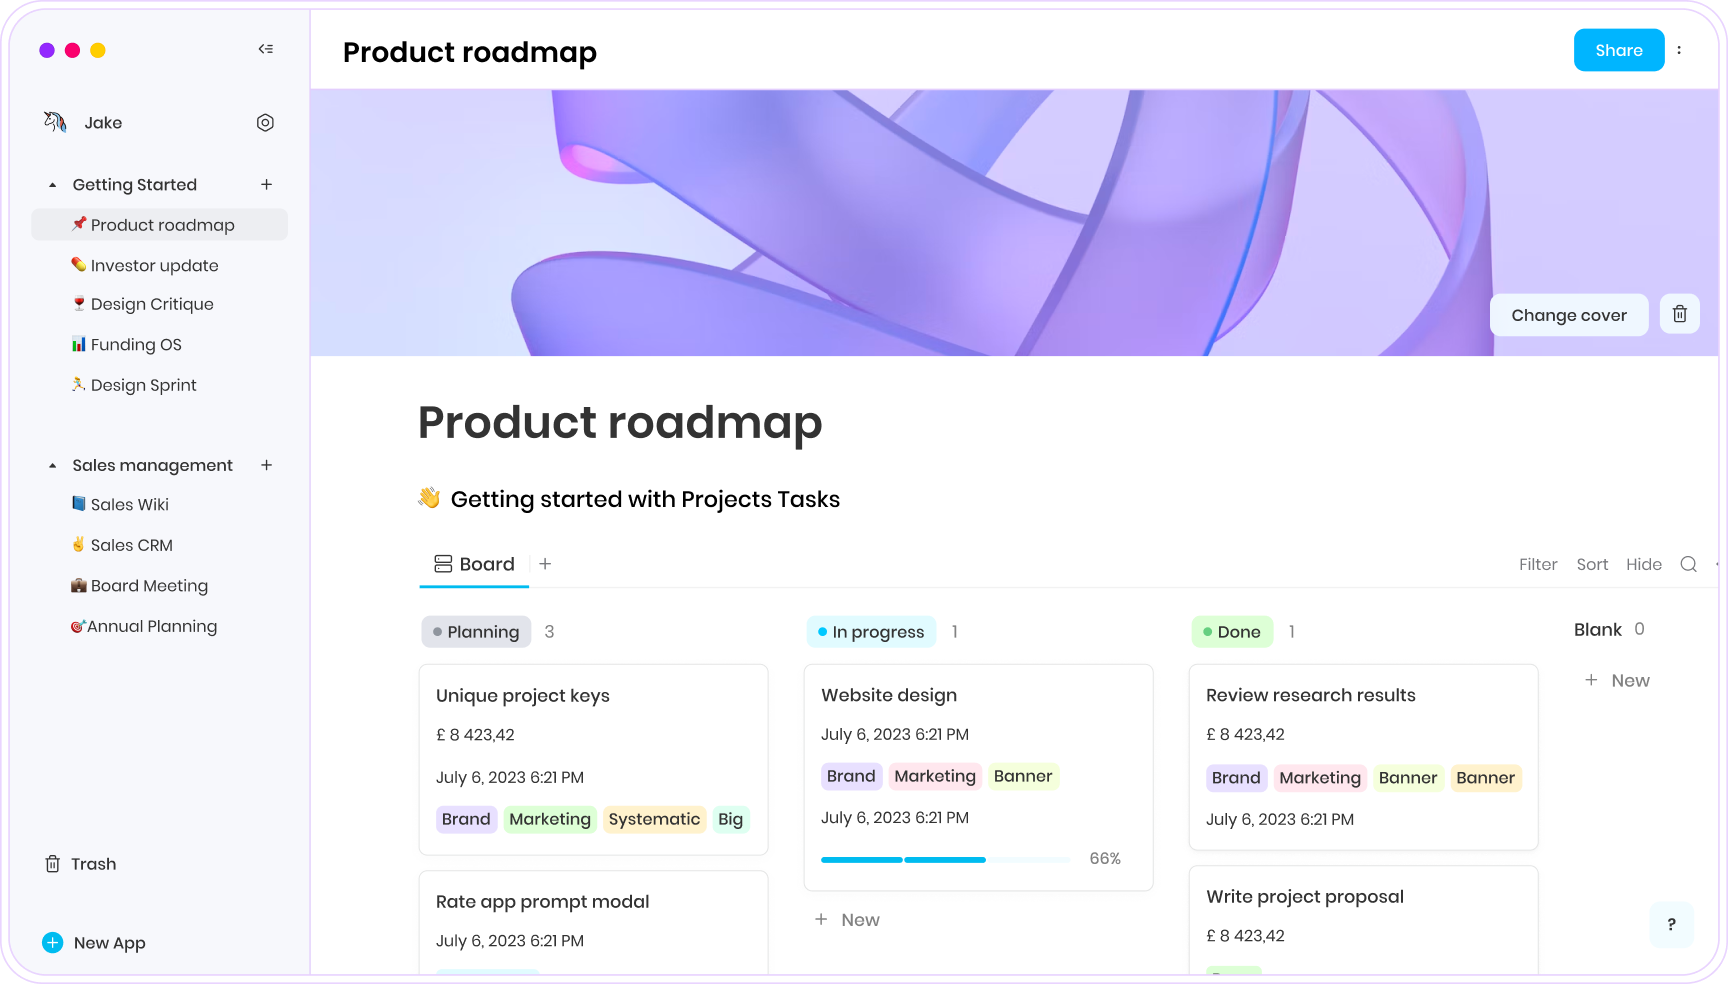 Product roadmap
Share
Jake
Getting Started
Product roadmap
Investor update
Design Critique
Funding OS
Design Sprint
Sales management
Sales Wiki
Sales CRM
Board Meeting
Annual Planning
Trash
New App
Change cover
Product roadmap
Getting started with Projects Tasks
Board
Filter Sort Hide
Planning 3
Unique project keys
£ 8 423,42
July 6, 2023 6:21 PM
Brand Marketing Systematic Big
Rate app prompt modal
July 6, 2023 6:21 PM
In progress 1
Website design
July 6, 2023 6:21 PM
Brand Marketing Banner
July 6, 2023 6:21 PM
66%
+ New
Done 1
Review research results
£ 8 423,42
Brand Marketing Banner Banner
July 6, 2023 6:21 PM
Write project proposal
£ 8 423,42
Blank 0
+ New
?